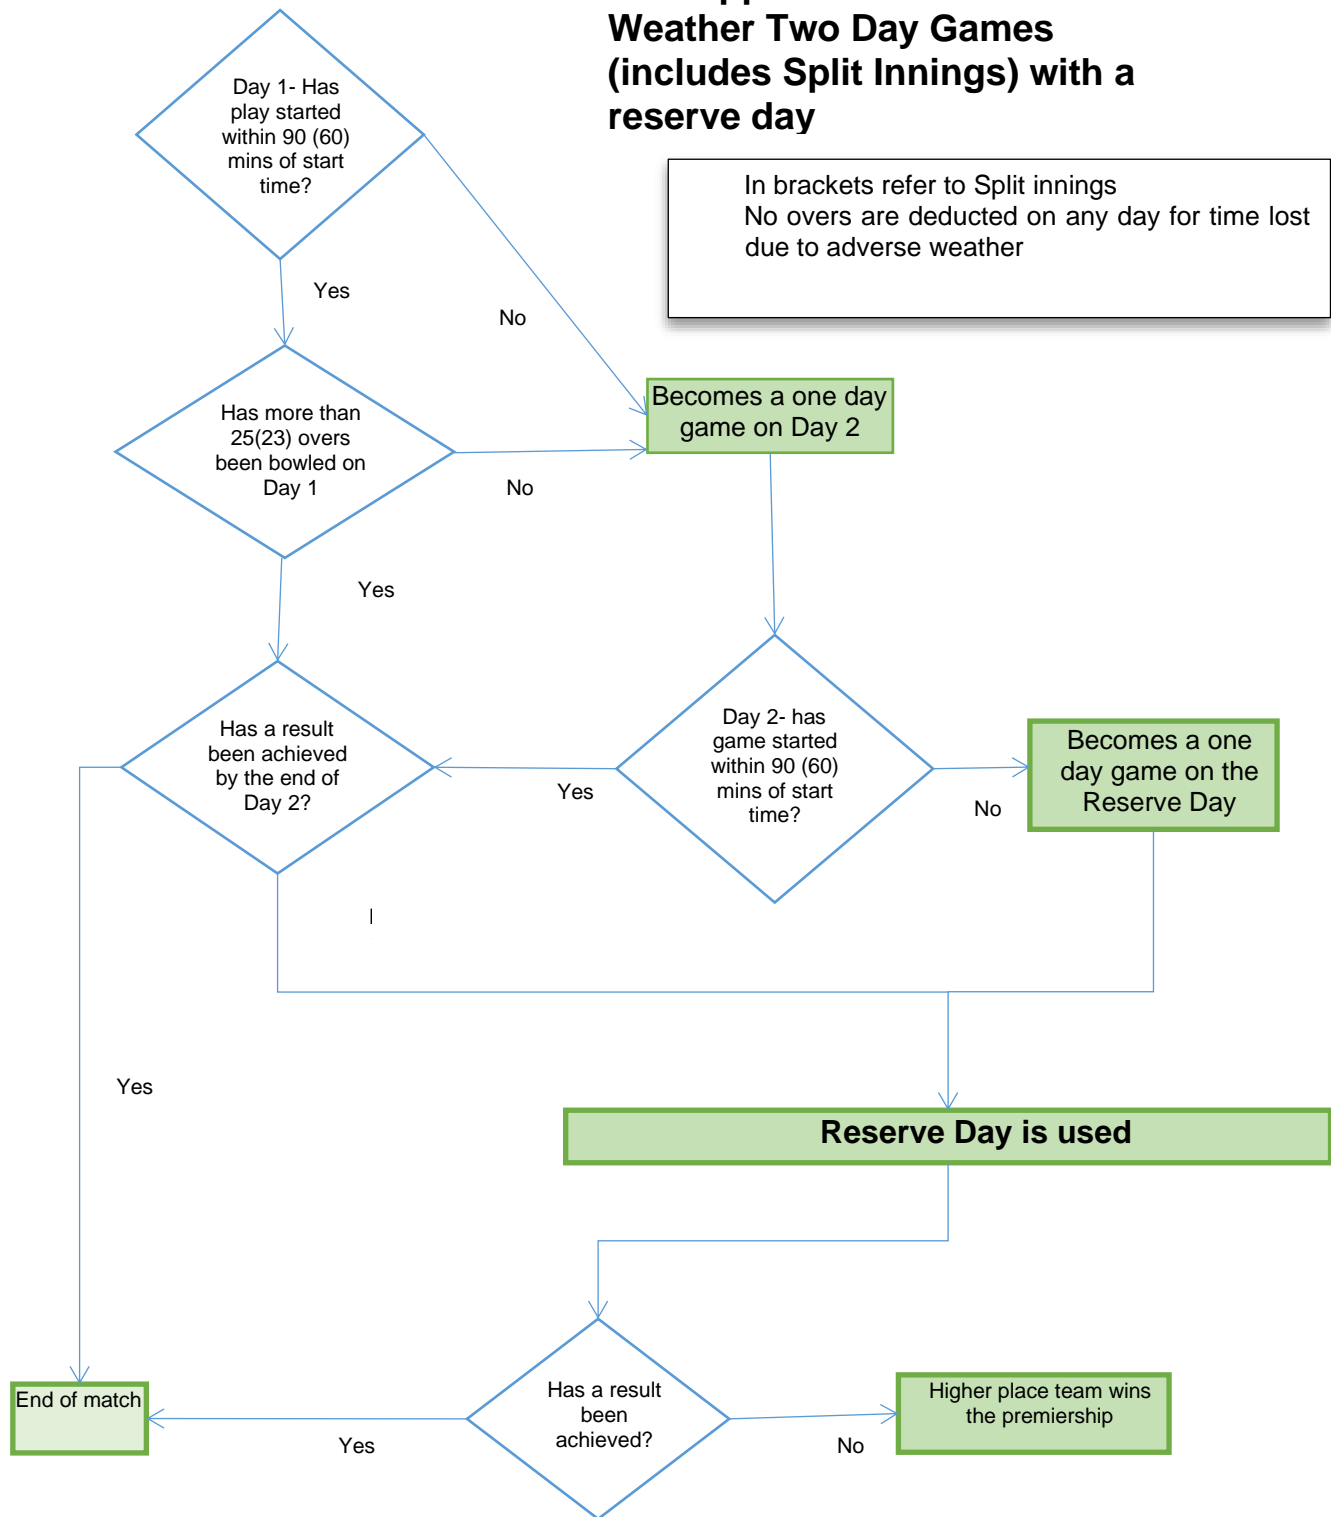 Weather Two Day Games
(includes Split Innings) with a
reserve day
Day 1- Has
play started
within 90 (60)
mins of start
time?
In brackets refer to Split innings
No overs are deducted on any day for time lost
due to adverse weather
Yes
No
Has more than
25(23) overs
been bowled on
Day 1
Becomes a one day
game on Day 2
No
Yes
Has a result
been achieved
by the end of
Day 2?
Day 2- has
game started
within 90 (60)
mins of start
time?
Becomes a one
day game on the
Reserve Day
Yes
No
Yes
Reserve Day is used
End of match
Has a result
been
achieved?
Higher place team wins
the premiership
Yes
No